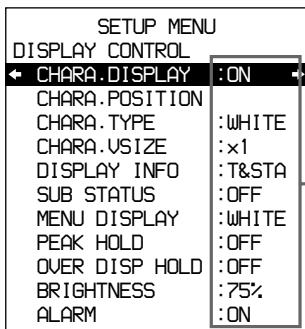 SETUP MENU
DISPLAY CONTROL
CHARA.DISPLAY :ON
CHARA.POSITION
CHARA.TYPE :WHITE
CHARA.VSIZE :×1
DISPLAY INFO :T&STA
SUB STATUS :OFF
MENU DISPLAY :WHITE
PEAK HOLD :OFF
OVER DISP HOLD :OFF
BRIGHTNESS :75%
ALARM :ON